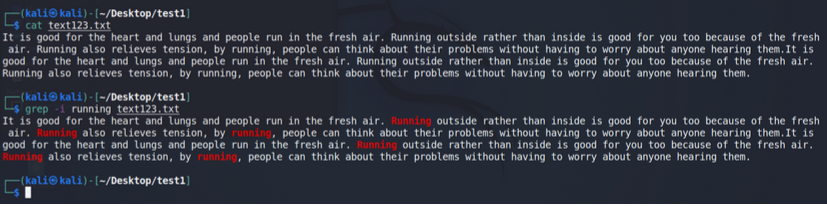 ┌──(kali㉿kali)-[~/Desktop/test1]
└─$ cat text123.txt
It is good for the heart and lungs and people run in the fresh air. Running outside rather than inside is good for you too because of the fresh
 air. Running also relieves tension, by running, people can think about their problems without having to worry about anyone hearing them.It is
good for the heart and lungs and people run in the fresh air. Running outside rather than inside is good for you too because of the fresh air.
Running also relieves tension, by running, people can think about their problems without having to worry about anyone hearing them.
┌──(kali㉿kali)-[~/Desktop/test1]
└─$ grep -i running text123.txt
It is good for the heart and lungs and people run in the fresh air. Running outside rather than inside is good for you too because of the fresh
 air. Running also relieves tension, by running, people can think about their problems without having to worry about anyone hearing them.It is
good for the heart and lungs and people run in the fresh air. Running outside rather than inside is good for you too because of the fresh air.
Running also relieves tension, by running, people can think about their problems without having to worry about anyone hearing them.
┌──(kali㉿kali)-[~/Desktop/test1]
└─$